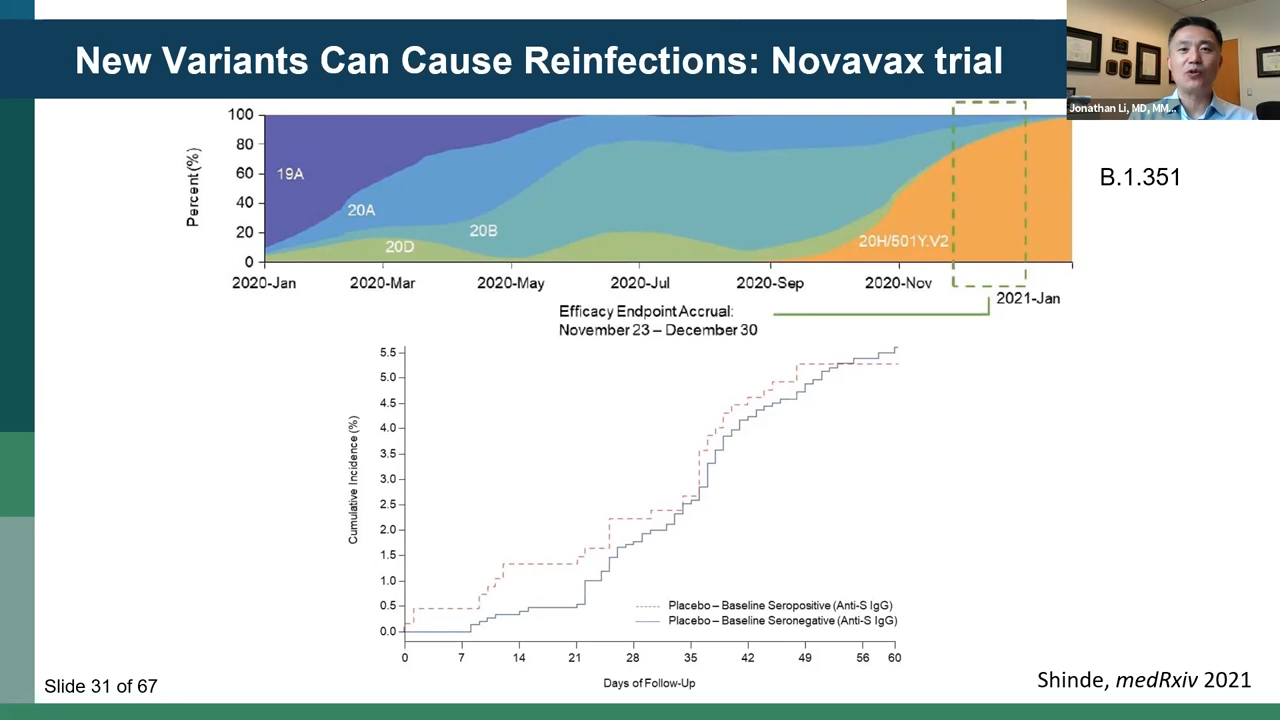 New Variants Can Cause Reinfections: Novavax trial
Jonathan Li, MD, MM...
B.1.351
Percent (%)
100
80
60
40
20
0
19A
20A
20B
20D
20H/501Y.V2
2020-Jan
2020-Mar
2020-May
2020-Jul
2020-Sep
2020-Nov
2021-Jan
Efficacy Endpoint Accrual:
November 23 – December 30
Cumulative Incidence (%)
5.5
5.0
4.5
4.0
3.5
3.0
2.5
2.0
1.5
1.0
0.5
0.0
Placebo – Baseline Seropositive (Anti-S IgG)
Placebo – Baseline Seronegative (Anti-S IgG)
0 7 14 21 28 35 42 49 56 60
Days of Follow-Up
Slide 31 of 67
Shinde, medRxiv 2021